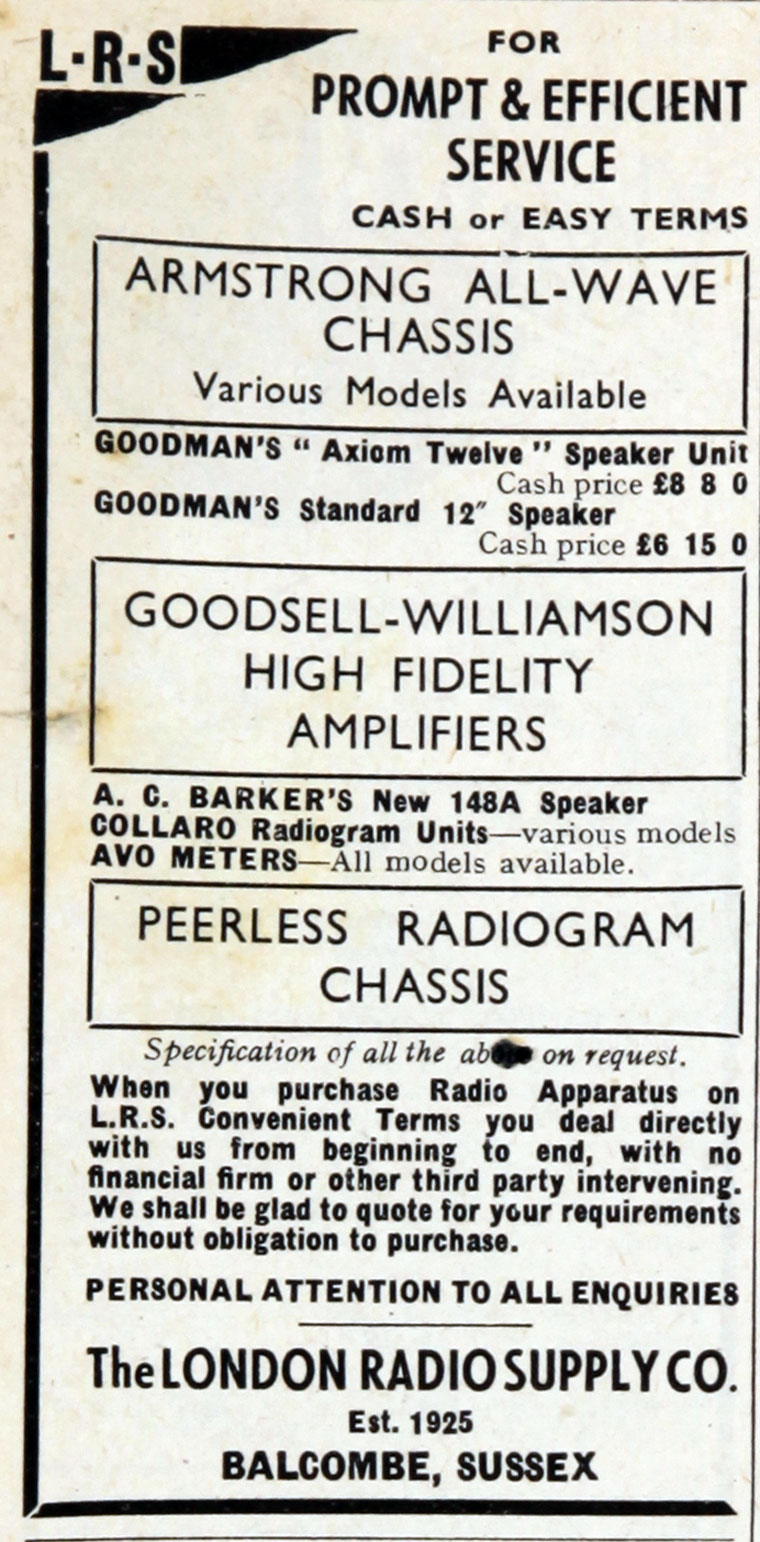 L·R·S
FOR
PROMPT & EFFICIENT
SERVICE
CASH or EASY TERMS
ARMSTRONG ALL-WAVE
CHASSIS
Various Models Available
GOODMAN'S “ Axiom Twelve ” Speaker Unit
Cash price £8 8 0
GOODMAN'S Standard 12″ Speaker
Cash price £6 15 0
GOODSELL-WILLIAMSON
HIGH FIDELITY
AMPLIFIERS
A. C. BARKER'S New 148A Speaker
COLLARO Radiogram Units—various models
AVO METERS—All models available.
PEERLESS RADIOGRAM
CHASSIS
Specification of all the above on request.
When you purchase Radio Apparatus on
L.R.S. Convenient Terms you deal directly
with us from beginning to end, with no
financial firm or other third party intervening.
We shall be glad to quote for your requirements
without obligation to purchase.
PERSONAL ATTENTION TO ALL ENQUIRIES
The LONDON RADIO SUPPLY CO.
Est. 1925
BALCOMBE, SUSSEX